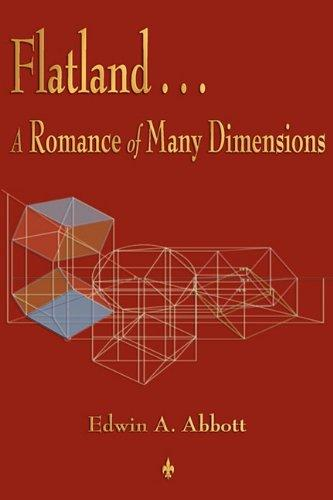 Flatland . . .
A Romance of Many Dimensions
Edwin A. Abbott